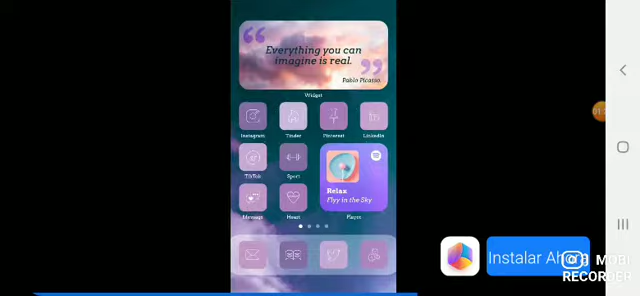 Everything you can
imagine is real.
Pablo Picasso.
Widget
Instagram
Tinder
Pinterest
LinkedIn
TikTok
Sport
Relax
Flyy in the Sky
Message
Heart
Player
Instalar Ahora
MOBI
RECORDER